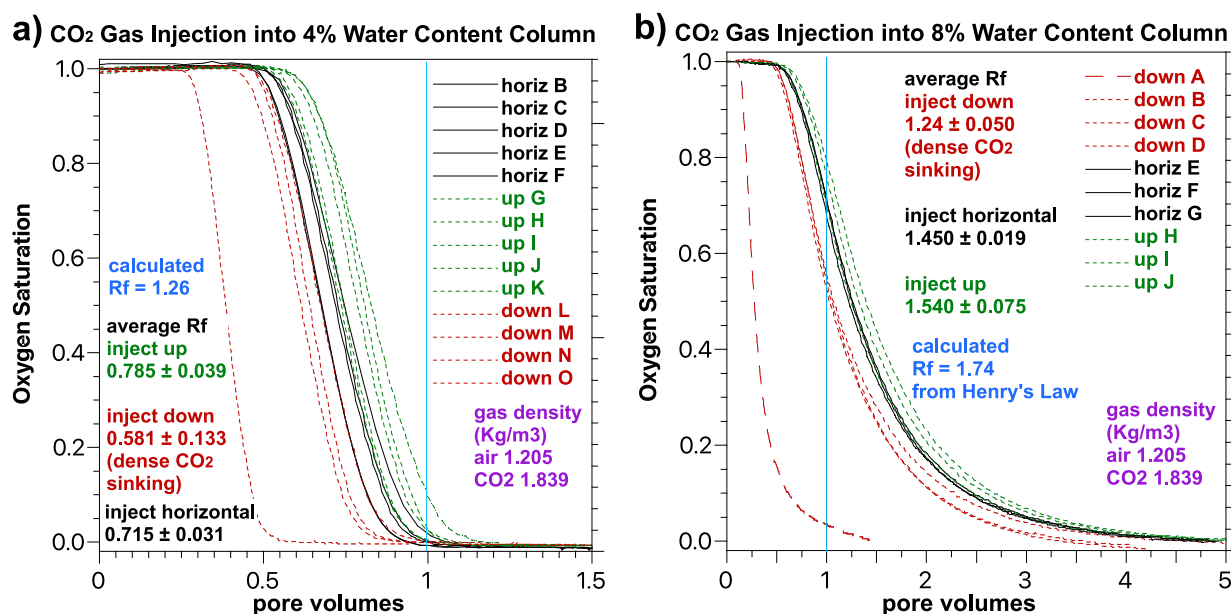 a) CO2 Gas Injection into 4% Water Content Column
Oxygen Saturation
1.0
0.8
0.6
0.4
0.2
0.0
0
0.5
1
1.5
pore volumes
horiz B
horiz C
horiz D
horiz E
horiz F
up G
up H
up I
up J
up K
down L
down M
down N
down O
calculated
Rf = 1.26
average Rf
inject up
0.785 ± 0.039
inject down
0.581 ± 0.133
(dense CO2
sinking)
inject horizontal
0.715 ± 0.031
gas density
(Kg/m3)
air 1.205
CO2 1.839
b) CO2 Gas Injection into 8% Water Content Column
Oxygen Saturation
1.0
0.8
0.6
0.4
0.2
0.0
0
1
2
3
4
5
pore volumes
average Rf
inject down
1.24 ± 0.050
(dense CO2
sinking)
inject horizontal
1.450 ± 0.019
inject up
1.540 ± 0.075
calculated
Rf = 1.74
from Henry's Law
down A
down B
down C
down D
horiz E
horiz F
horiz G
up H
up I
up J
gas density
(Kg/m3)
air 1.205
CO2 1.839